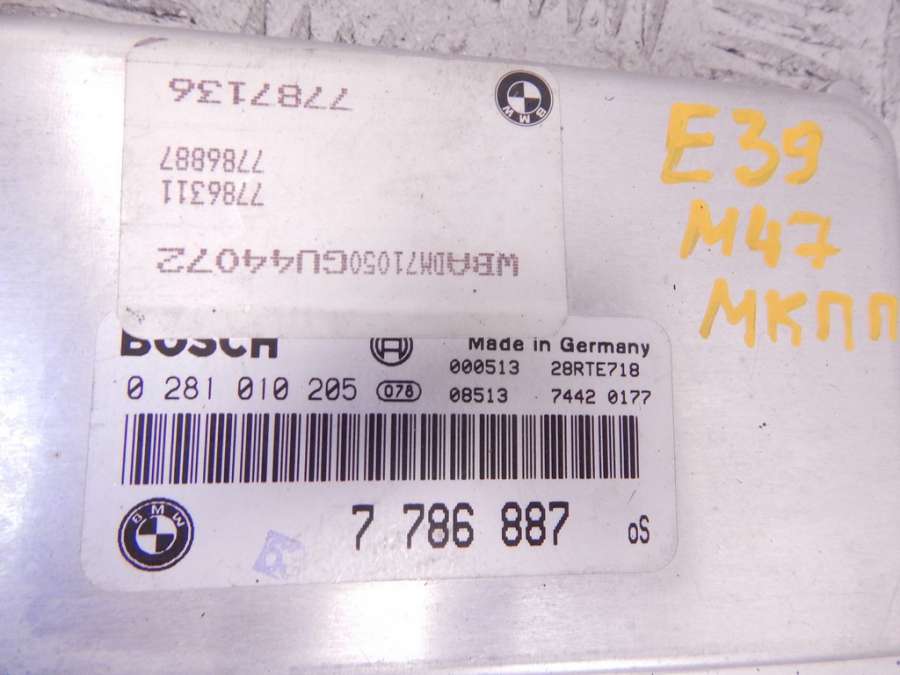 7787136
BMW
7786887
7786311
WBADM71050GU44072
BOSCH
Made in Germany
0 281 010 205 078
000513 28RTE718
08513 7442 0177
BMW
7 786 887 oS
E39
M47
МКПП